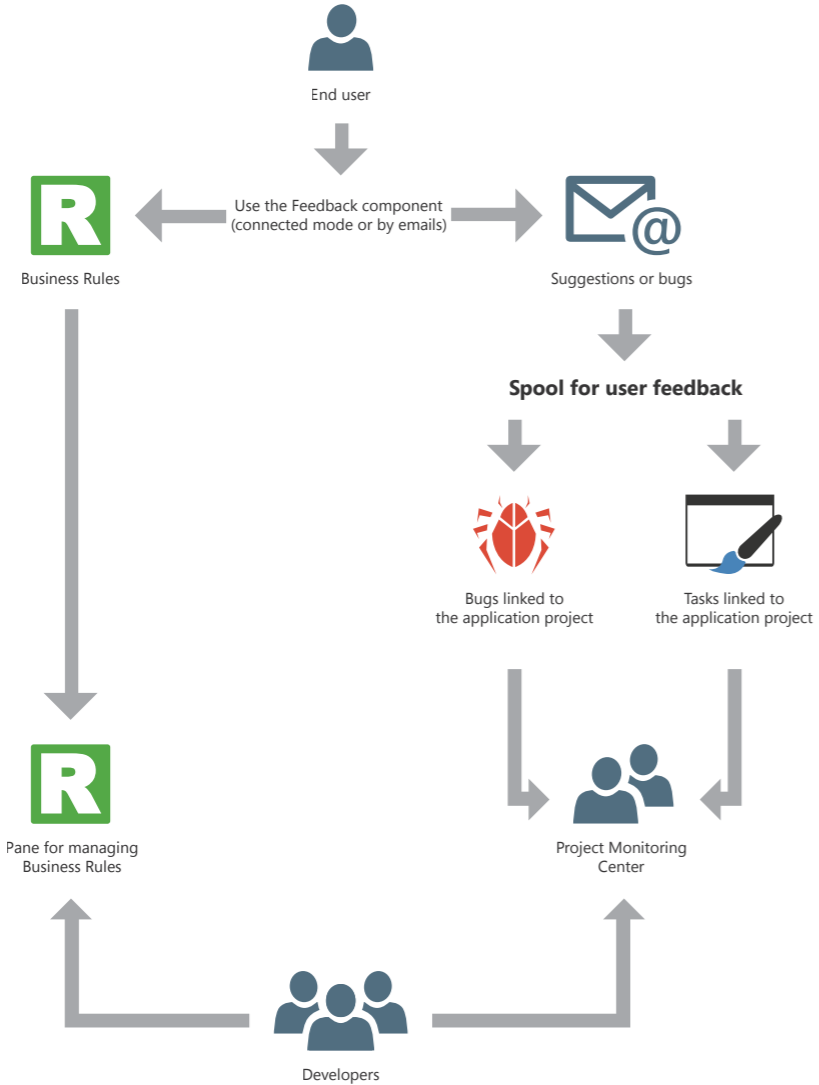 End user
Use the Feedback component
(connected mode or by emails)
R
Business Rules
@
Suggestions or bugs
Spool for user feedback
Bugs linked to
the application project
Tasks linked to
the application project
R
Pane for managing
Business Rules
Project Monitoring
Center
Developers